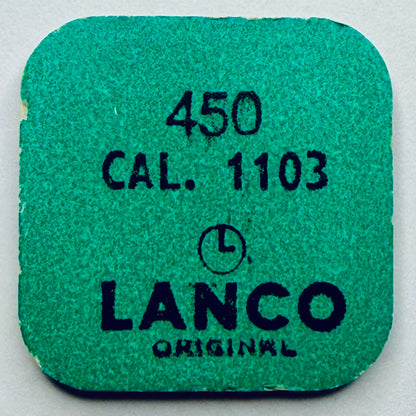 450
CAL. 1103
L
LANCO
ORIGINAL